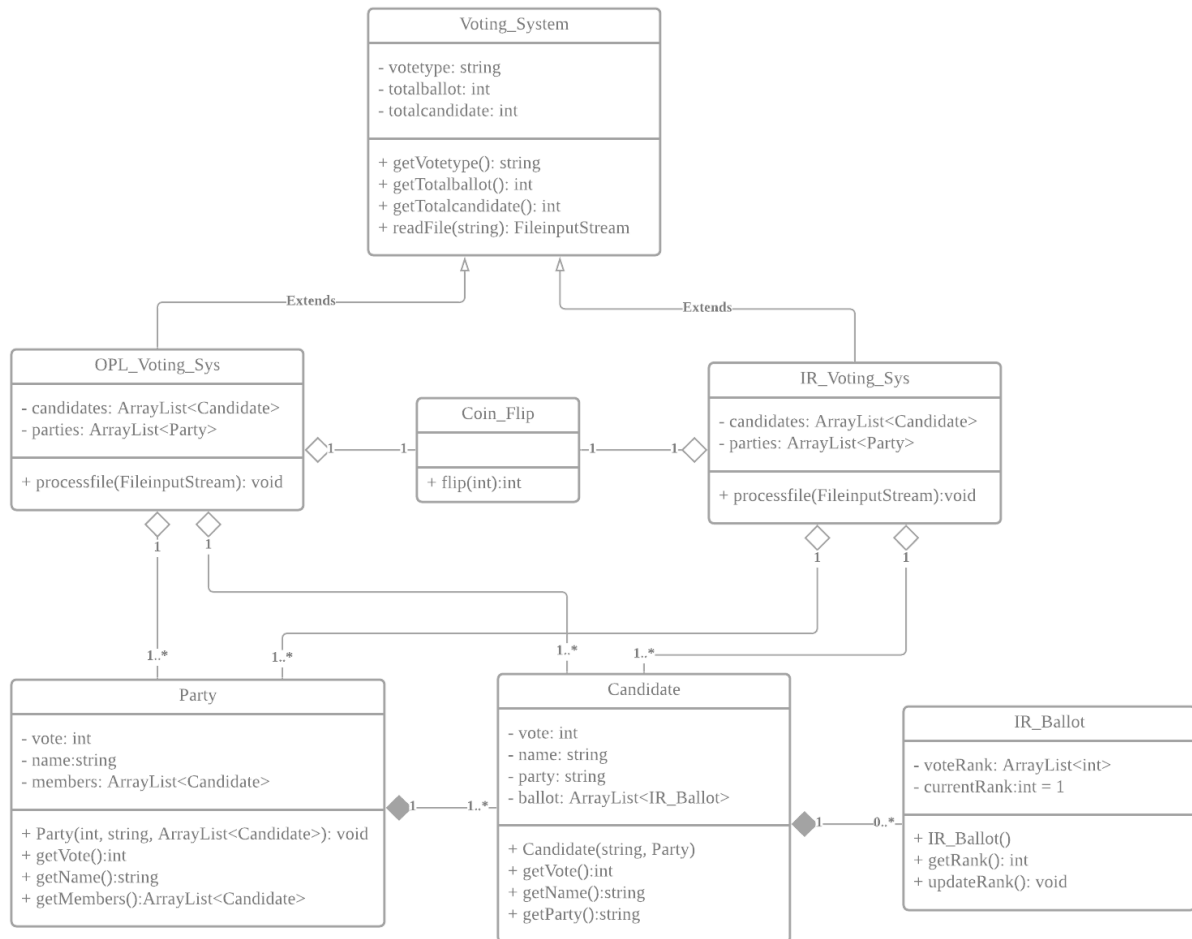 Voting_System
- votetype: string
- totalballot: int
- totalcandidate: int
+ getVotetype(): string
+ getTotalballot(): int
+ getTotalcandidate(): int
+ readFile(string): FileinputStream
Extends
Extends
OPL_Voting_Sys
- candidates: ArrayList<Candidate>
- parties: ArrayList<Party>
+ processfile(FileinputStream): void
1
1
Coin_Flip
+ flip(int):int
1
1
IR_Voting_Sys
- candidates: ArrayList<Candidate>
- parties: ArrayList<Party>
+ processfile(FileinputStream):void
1
1
1
1
1..*
1..*
1..*
1..*
Party
- vote: int
- name:string
- members: ArrayList<Candidate>
+ Party(int, string, ArrayList<Candidate>): void
+ getVote():int
+ getName():string
+ getMembers():ArrayList<Candidate>
1
1..*
Candidate
- vote: int
- name: string
- party: string
- ballot: ArrayList<IR_Ballot>
+ Candidate(string, Party)
+ getVote():int
+ getName():string
+ getParty():string
1
0..*
IR_Ballot
- voteRank: ArrayList<int>
- currentRank:int = 1
+ IR_Ballot()
+ getRank(): int
+ updateRank(): void